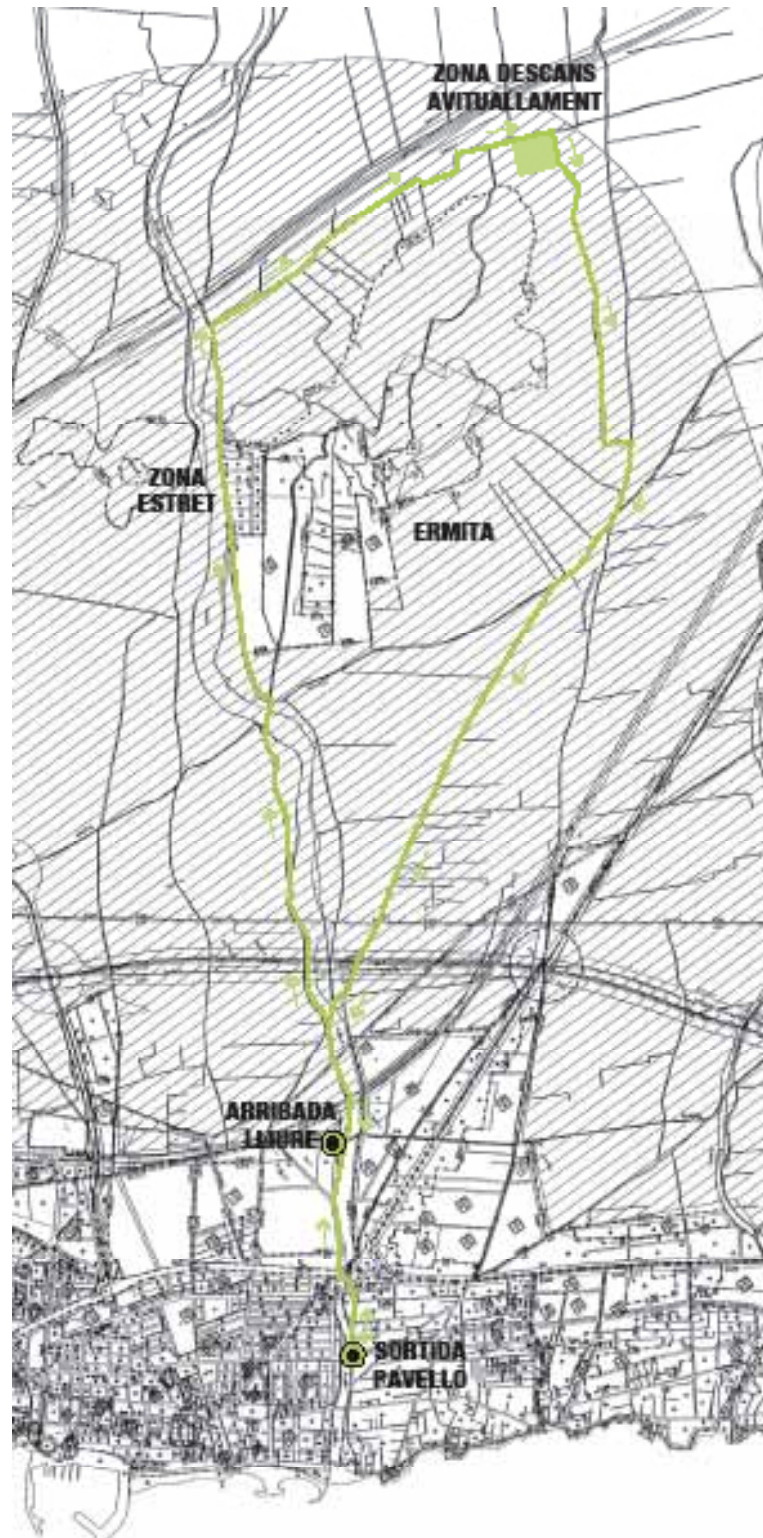 ZONA DESCANS
AVITUALLAMENT
ZONA
ESTRET
ERMITA
ARRIBADA
LLIURE
SORTIDA
PAVELLÓ